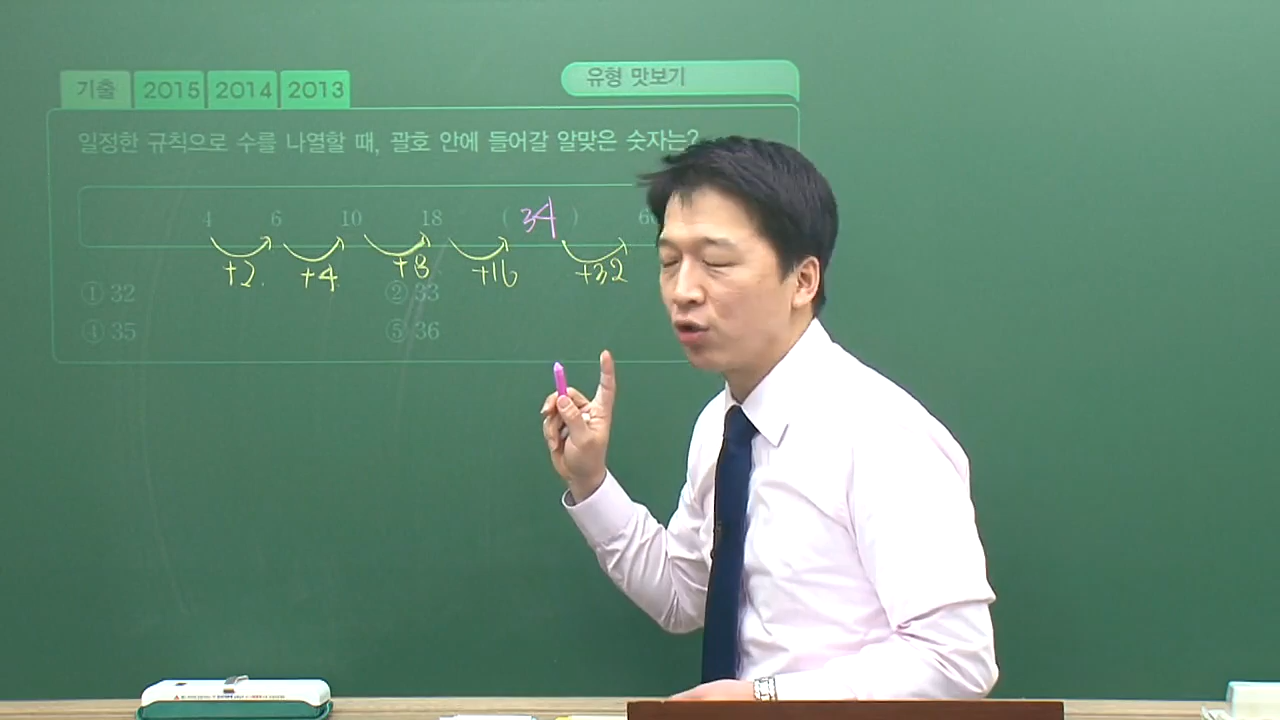 기출 2015 2014 2013 유형 맛보기
일정한 규칙으로 수를 나열할 때, 괄호 안에 들어갈 알맞은 숫자는?
4 6 10 18 ( 34 ) 6
+2 +4 +8 +16 +32
① 32 ② 33
④ 35 ⑤ 36